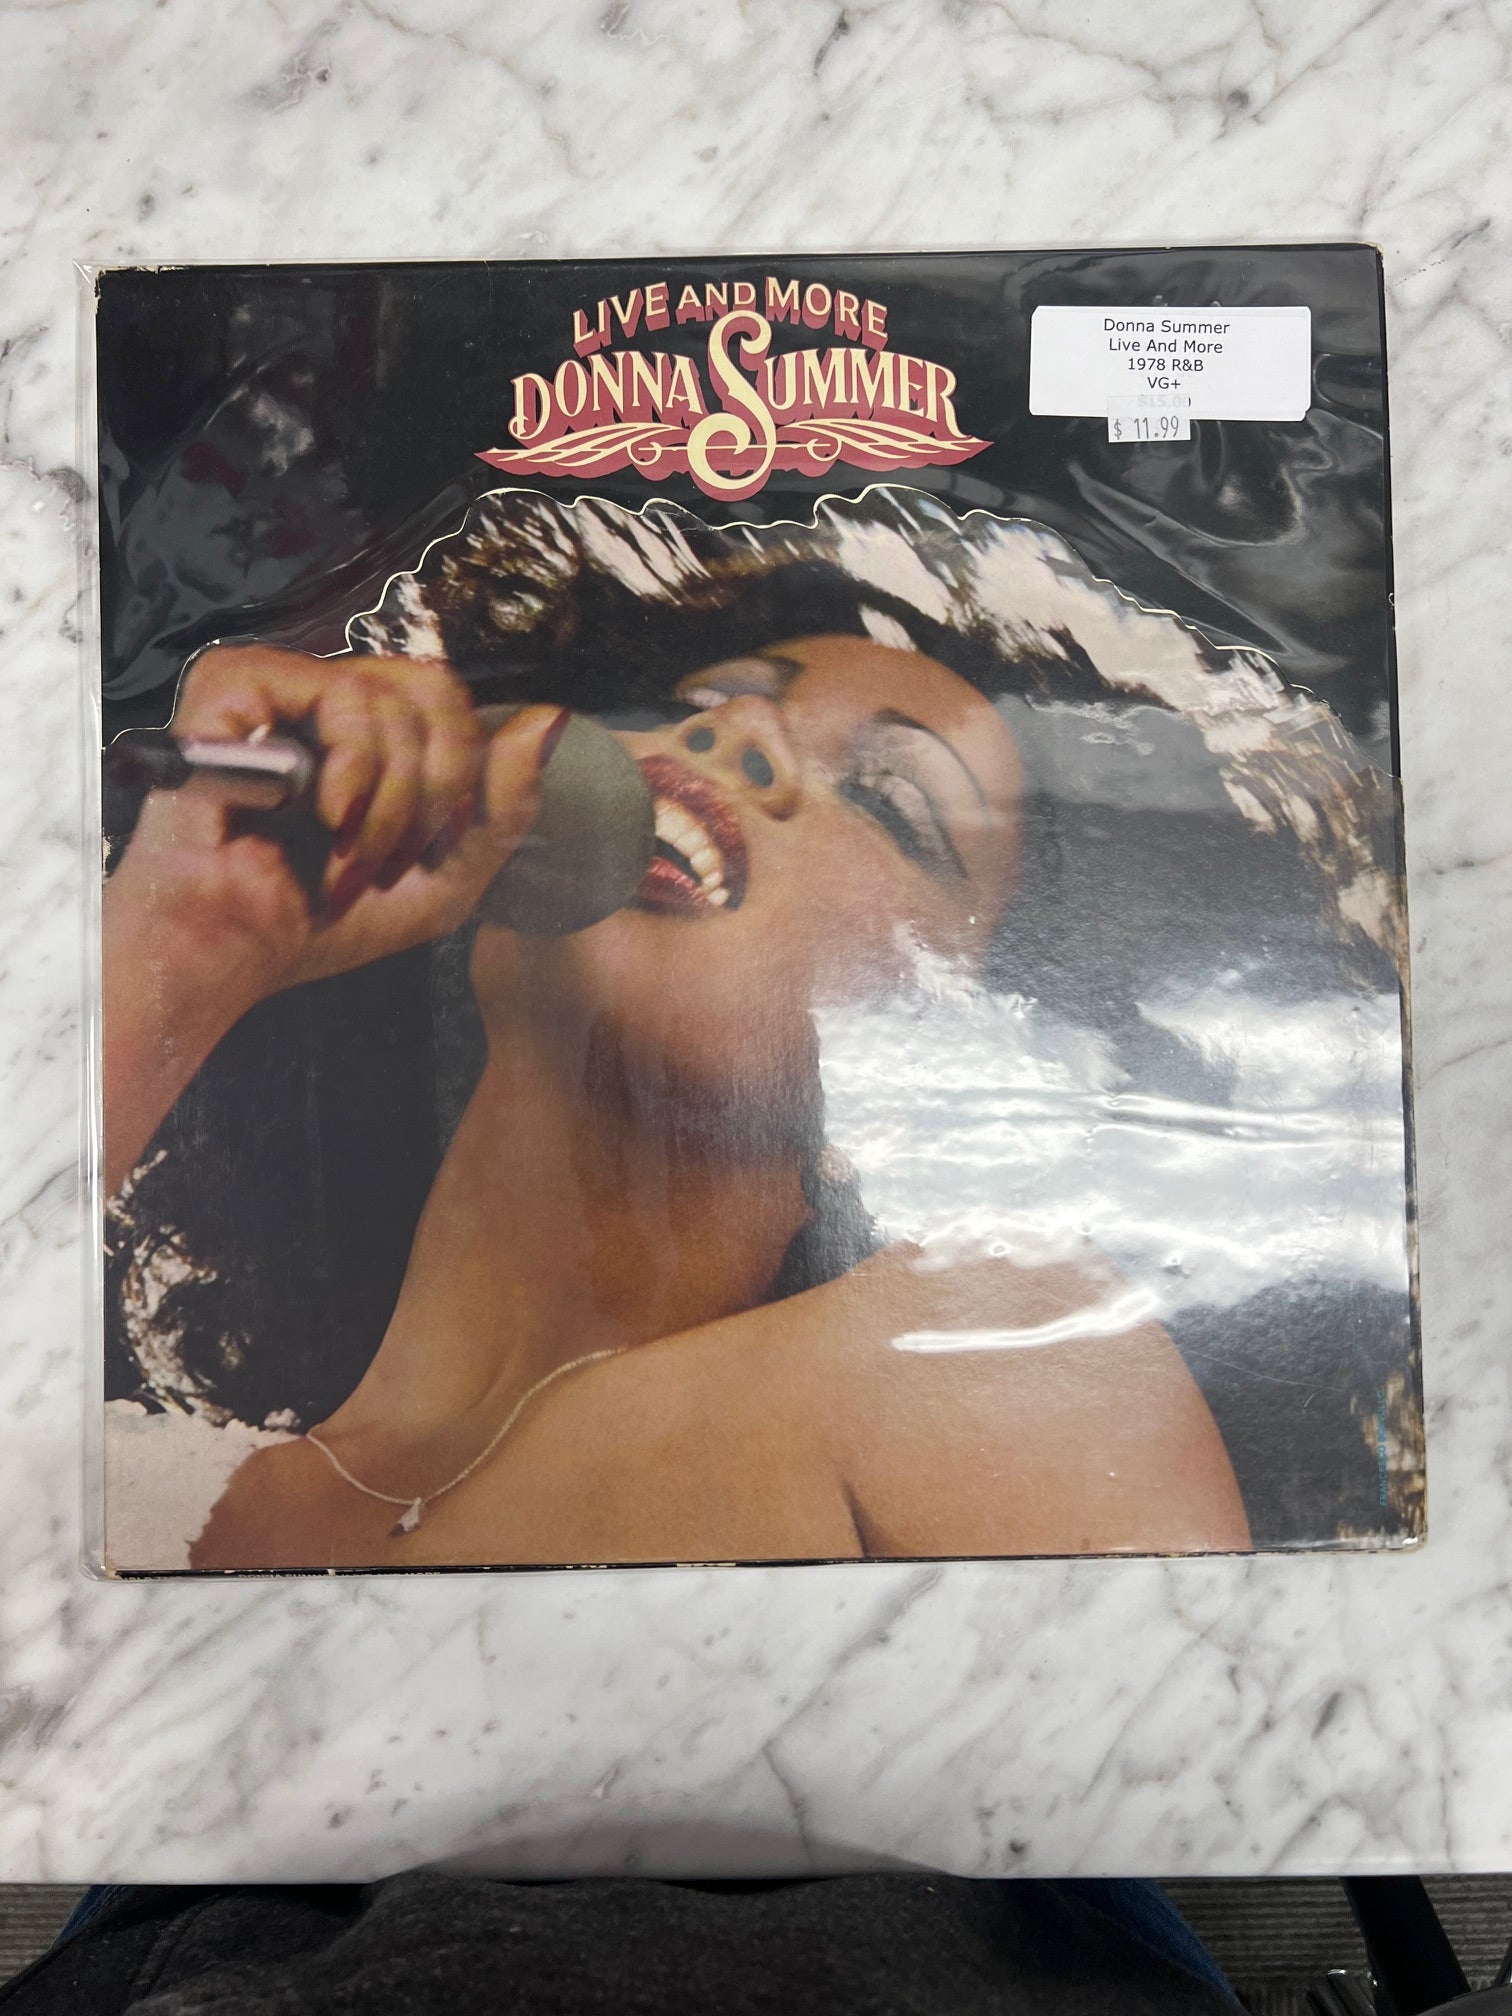 LIVE AND MORE
DONNA SUMMER
Donna Summer
Live And More
1978 R&B
VG+
$15.00
$ 11.99